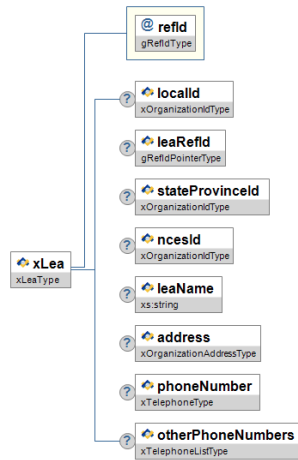 @ refId
gRefIdType
? localId
xOrganizationIdType
? leaRefId
gRefIdPointerType
? stateProvinceId
xOrganizationIdType
xLea
xLeaType
? ncesId
xOrganizationIdType
? leaName
xs:string
? address
xOrganizationAddressType
? phoneNumber
xTelephoneType
? otherPhoneNumbers
xTelephoneListType